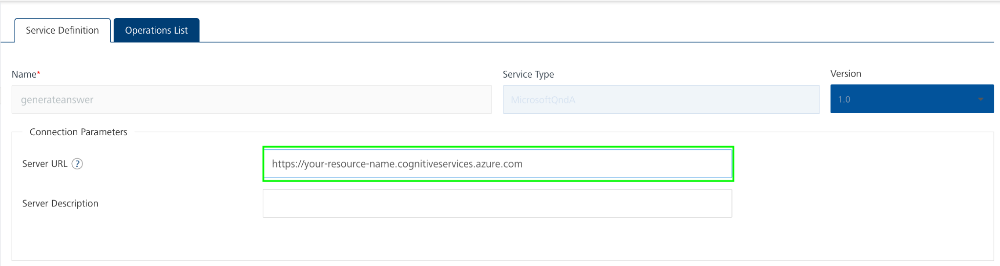 Service Definition Operations List
Name* Service Type Version
generateanswer MicrosoftQndA 1.0
Connection Parameters
Server URL ? https://your-resource-name.cognitiveservices.azure.com
Server Description